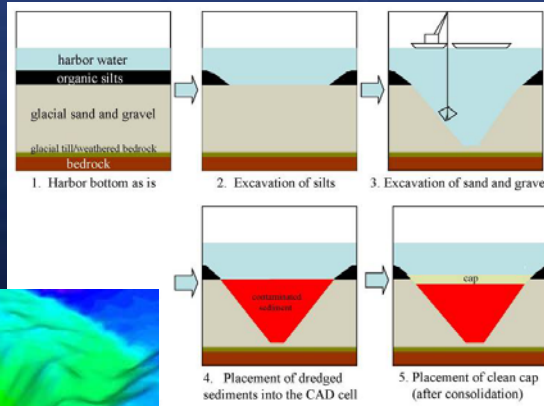 harbor water
organic silts
glacial sand and gravel
glacial till/weathered bedrock
bedrock
1. Harbor bottom as is
2. Excavation of silts
3. Excavation of sand and grave
contaminated
sediment
4. Placement of dredged
sediments into the CAD cell
cap
5. Placement of clean cap
(after consolidation)